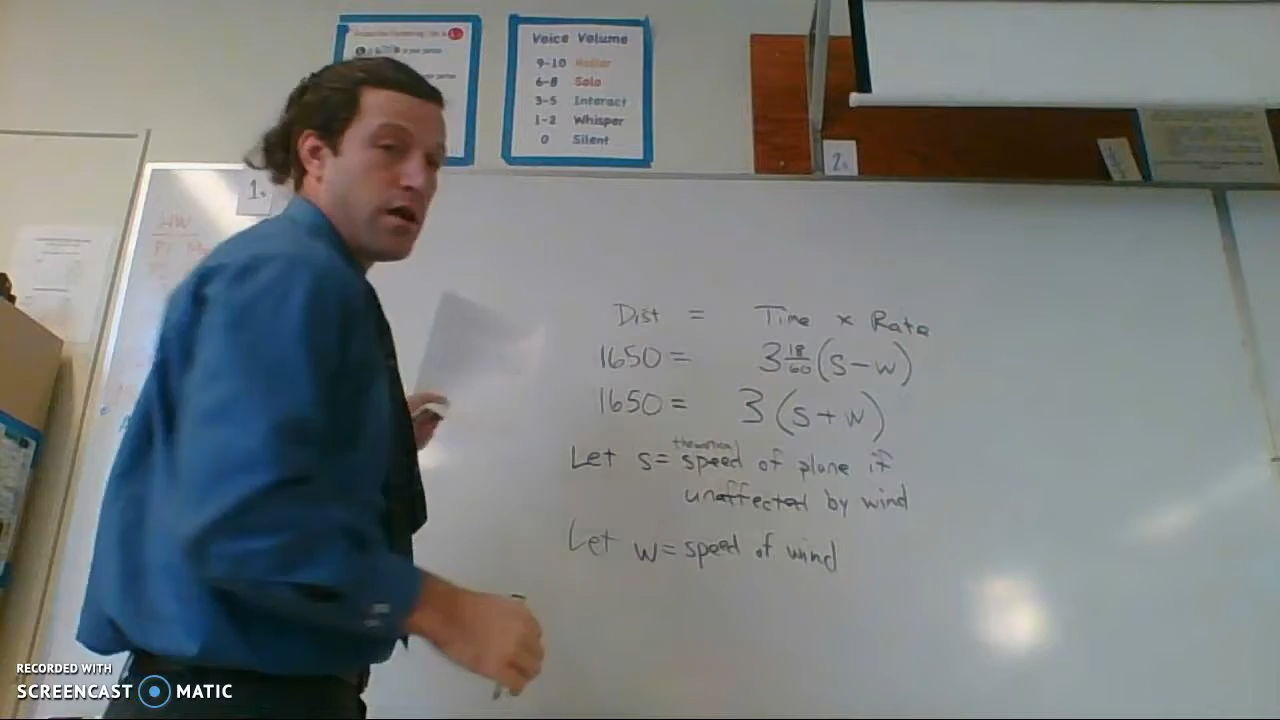 Voice Volume
9-10 Holler
6-8 Solo
3-5 Interact
1-2 Whisper
0 Silent
1.
2.
HW
Dist = Time x Rate
1650 = 3 18/60 (s-w)
1650 = 3 (s+w)
theoretical
Let s = speed of plane if
unaffected by wind
Let w = speed of wind
RECORDED WITH
SCREENCAST MATIC